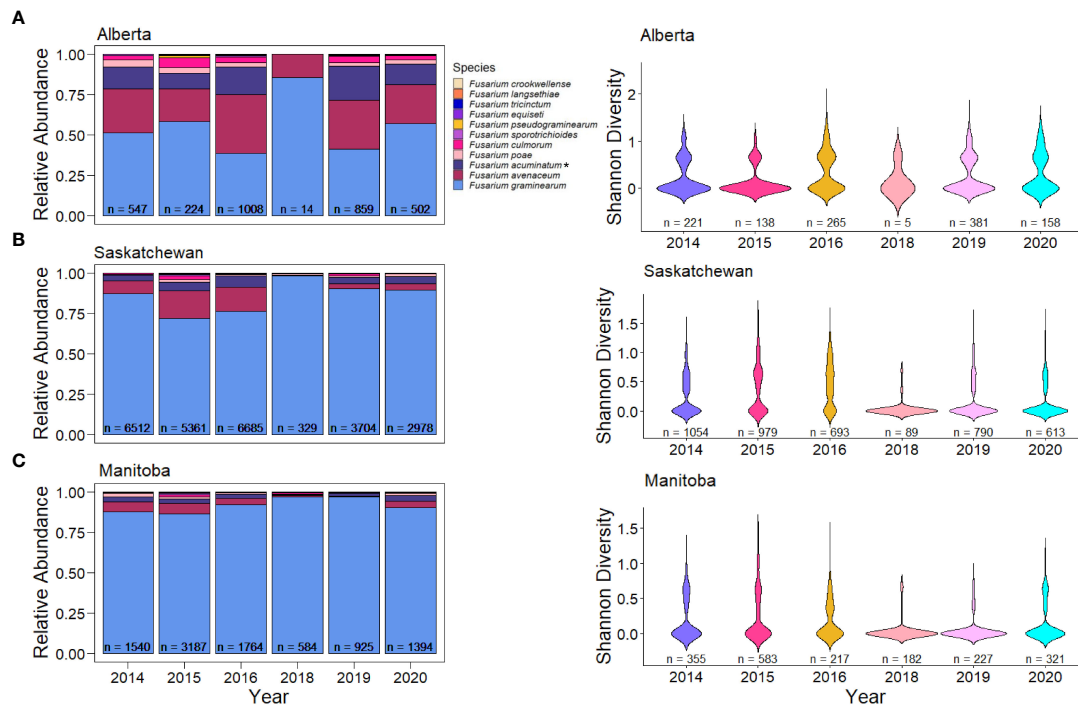 A
Alberta
Relative Abundance
1.00
0.75
0.50
0.25
0.00
n = 547
n = 224
n = 1008
n = 14
n = 859
n = 502
Species
Fusarium crookwellense
Fusarium langsethiae
Fusarium tricinctum
Fusarium equiseti
Fusarium pseudograminearum
Fusarium sporotrichioides
Fusarium culmorum
Fusarium poae
Fusarium acuminatum *
Fusarium avenaceum
Fusarium graminearum
Alberta
Shannon Diversity
2
1
0
n = 221
n = 138
n = 265
n = 5
n = 381
n = 158
2014
2015
2016
2018
2019
2020
B
Saskatchewan
Relative Abundance
1.00
0.75
0.50
0.25
0.00
n = 6512
n = 5361
n = 6685
n = 329
n = 3704
n = 2978
Saskatchewan
Shannon Diversity
1.5
1.0
0.5
0.0
n = 1054
n = 979
n = 693
n = 89
n = 790
n = 613
2014
2015
2016
2018
2019
2020
C
Manitoba
Relative Abundance
1.00
0.75
0.50
0.25
0.00
n = 1540
n = 3187
n = 1764
n = 584
n = 925
n = 1394
2014
2015
2016
2018
2019
2020
Year
Manitoba
Shannon Diversity
1.5
1.0
0.5
0.0
n = 355
n = 583
n = 217
n = 182
n = 227
n = 321
2014
2015
2016
2018
2019
2020
Year